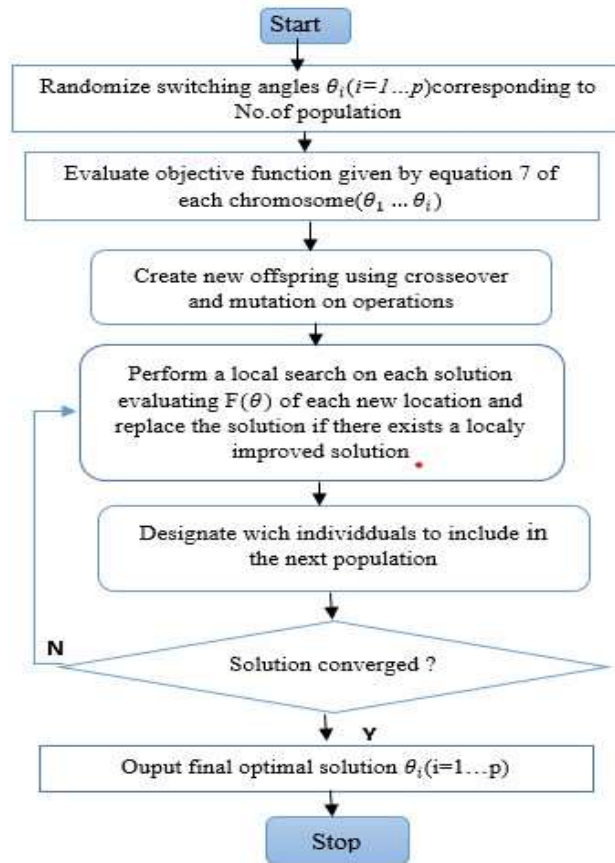 Start
Randomize switching angles θᵢ(i=1...p)corresponding to
No.of population
Evaluate objective function given by equation 7 of
each chromosome(θ₁ ... θᵢ)
Create new offspring using crosseover
and mutation on operations
Perform a local search on each solution
evaluating F(θ) of each new location and
replace the solution if there exists a localy
improved solution
Designate wich individduals to include in
the next population
N
Solution converged ?
Y
Ouput final optimal solution θᵢ(i=1...p)
Stop